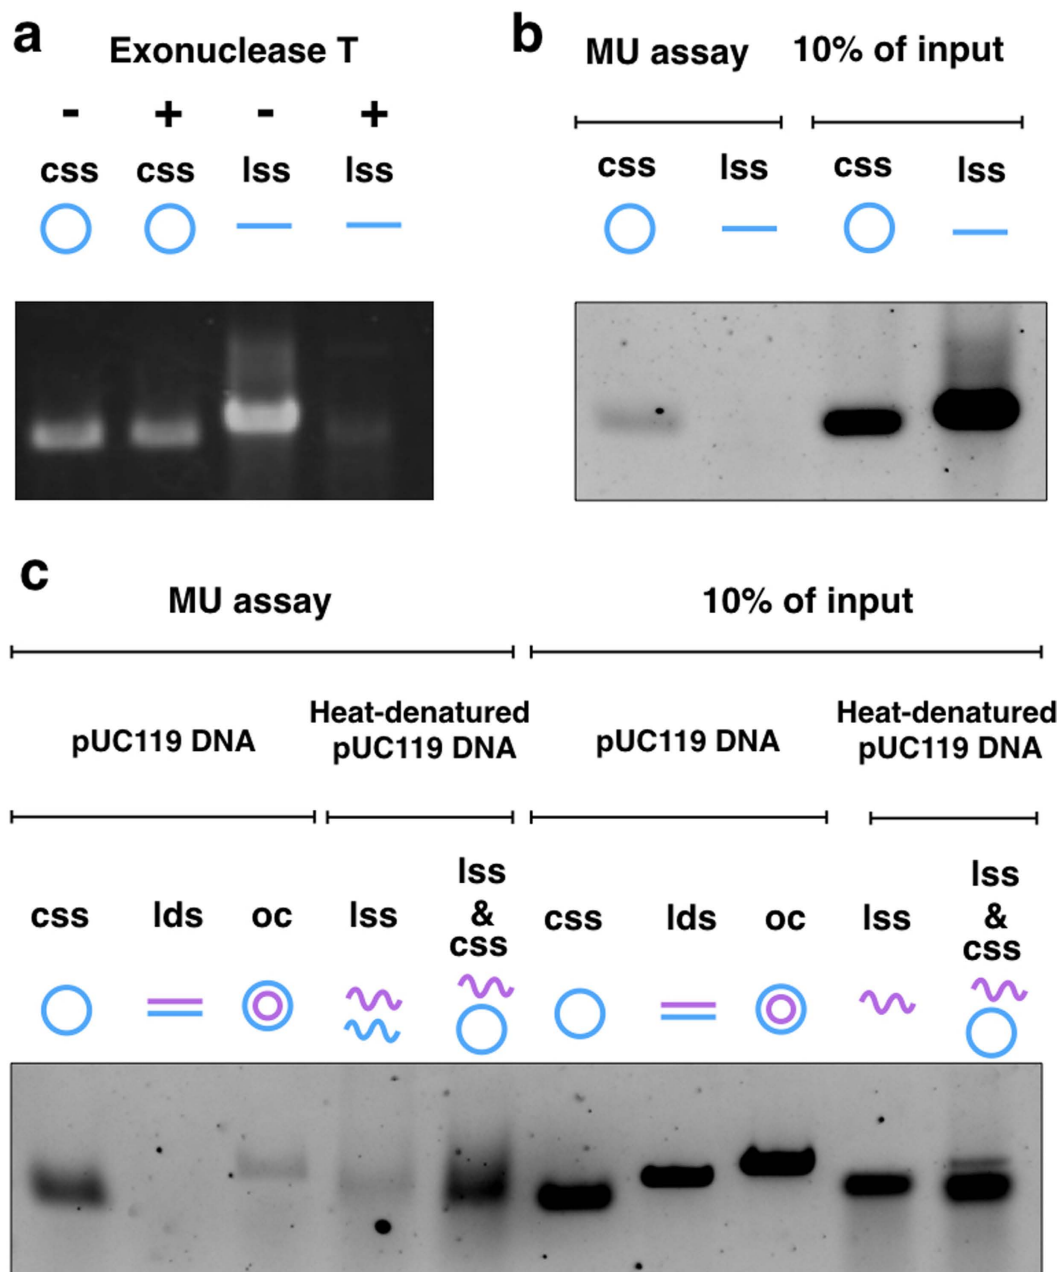 a
Exonuclease T
- + - +
css css lss lss
b
MU assay 10% of input
css lss css lss
c
MU assay 10% of input
pUC119 DNA Heat-denatured pUC119 DNA pUC119 DNA Heat-denatured pUC119 DNA
css lds oc lss lss & css css lds oc lss lss & css